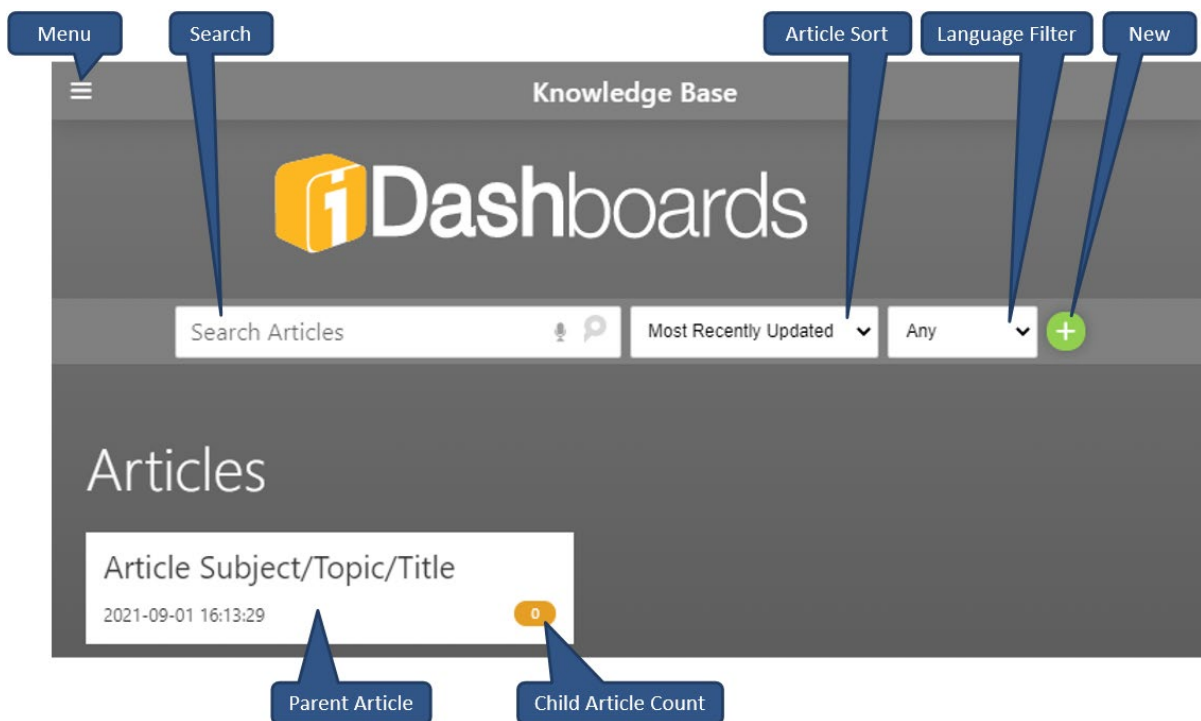 Menu
Search
Article Sort
Language Filter
New
Knowledge Base
iDashboards
Search Articles
Most Recently Updated
Any
Articles
Article Subject/Topic/Title
2021-09-01 16:13:29
0
Parent Article
Child Article Count